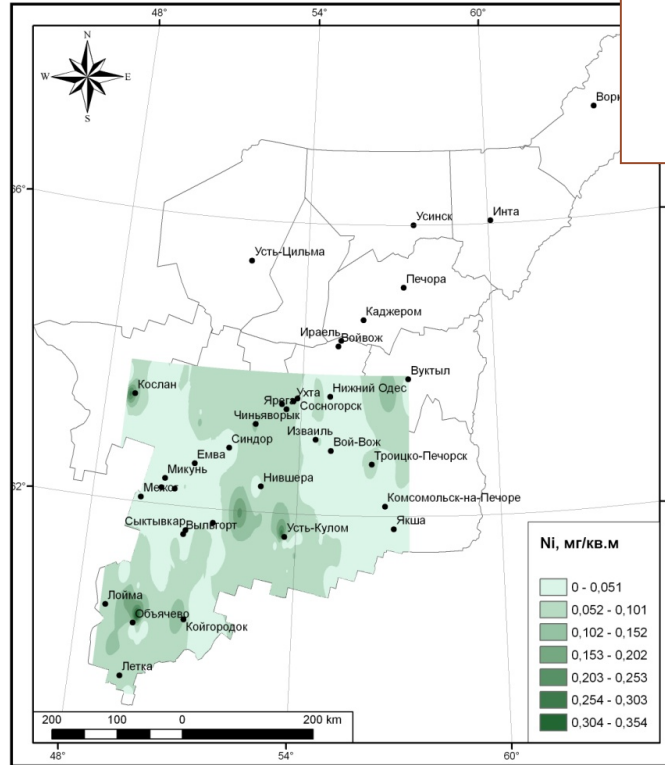 48°
54°
60°
N
W
E
S
66°
Усинск
Инта
Усть-Цильма
Печора
Каджером
Ираель
Войвож
Вуктыл
Кослан
Ухта
Нижний Одес
Ярега
Сосногорск
Чиньяворык
Изваиль
Синдор
Вой-Вож
Емва
Троицко-Печорск
Микунь
Нившера
Межог
62°
Комсомольск-на-Печоре
Сыктывкар
Выльгорт
Усть-Кулом
Якша
Ni, мг/кв.м
0 - 0,051
0,052 - 0,101
0,102 - 0,152
0,153 - 0,202
0,203 - 0,253
0,254 - 0,303
0,304 - 0,354
Лойма
Объячево
Койгородок
Летка
200 100 0 200 km
48°
54°
60°